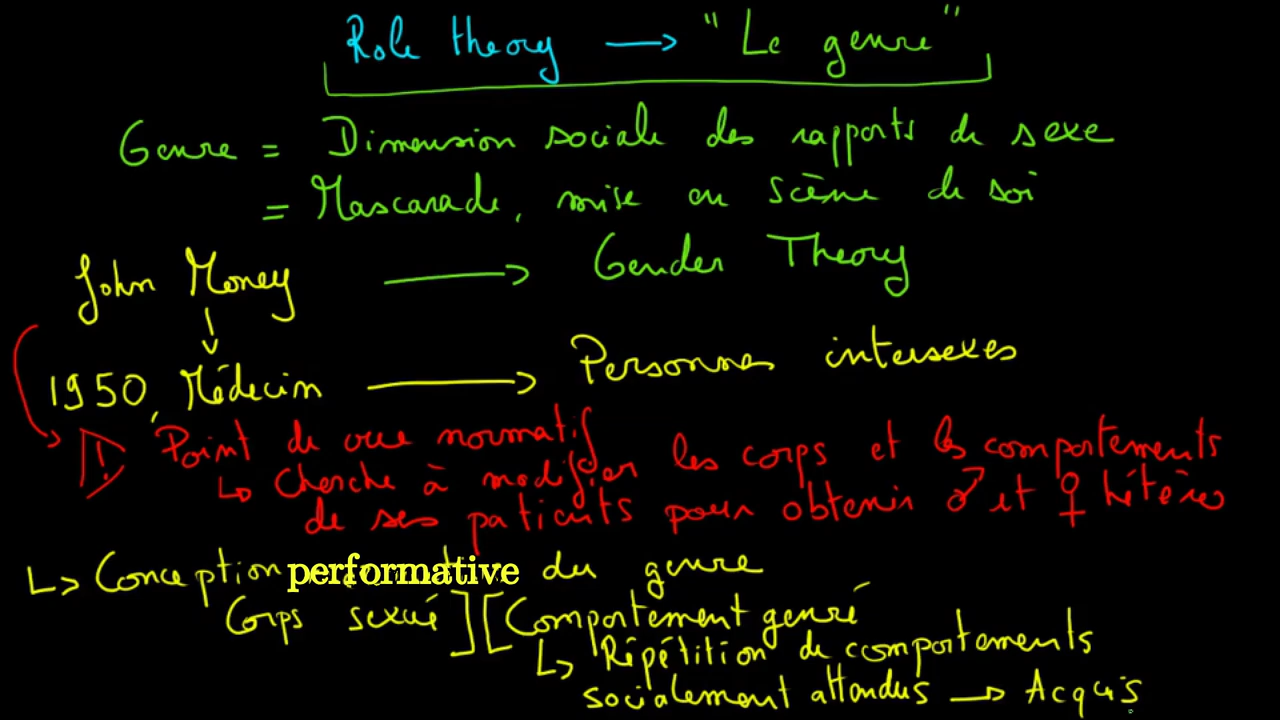 Role theory → "Le genre"
Genre = Dimension sociale des rapports de sexe
= Mascarade, mise en scène de soi
John Money → Gender Theory
↓
1950, Médecin → Personnes intersexes
⚠ Point de vue normatif
↳ Cherche à modifier les corps et les comportements
de ses patients pour obtenir ♂ et ♀ hétéros
↳ Conception performative du genre
Corps sexué ] [ Comportement genré
↳ Répétition de comportements
socialement attendus → Acquis